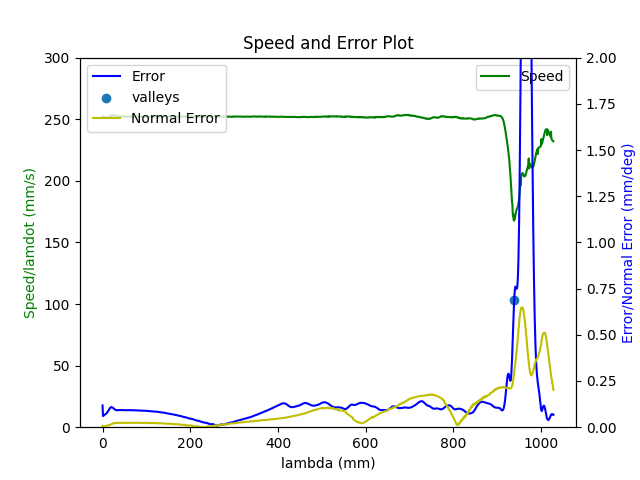 Speed and Error Plot
Error
valleys
Normal Error
Speed
300
250
200
150
100
50
0
2.00
1.75
1.50
1.25
1.00
0.75
0.50
0.25
0.00
0
200
400
600
800
1000
Speed/lamdot (mm/s)
Error/Normal Error (mm/deg)
lambda (mm)